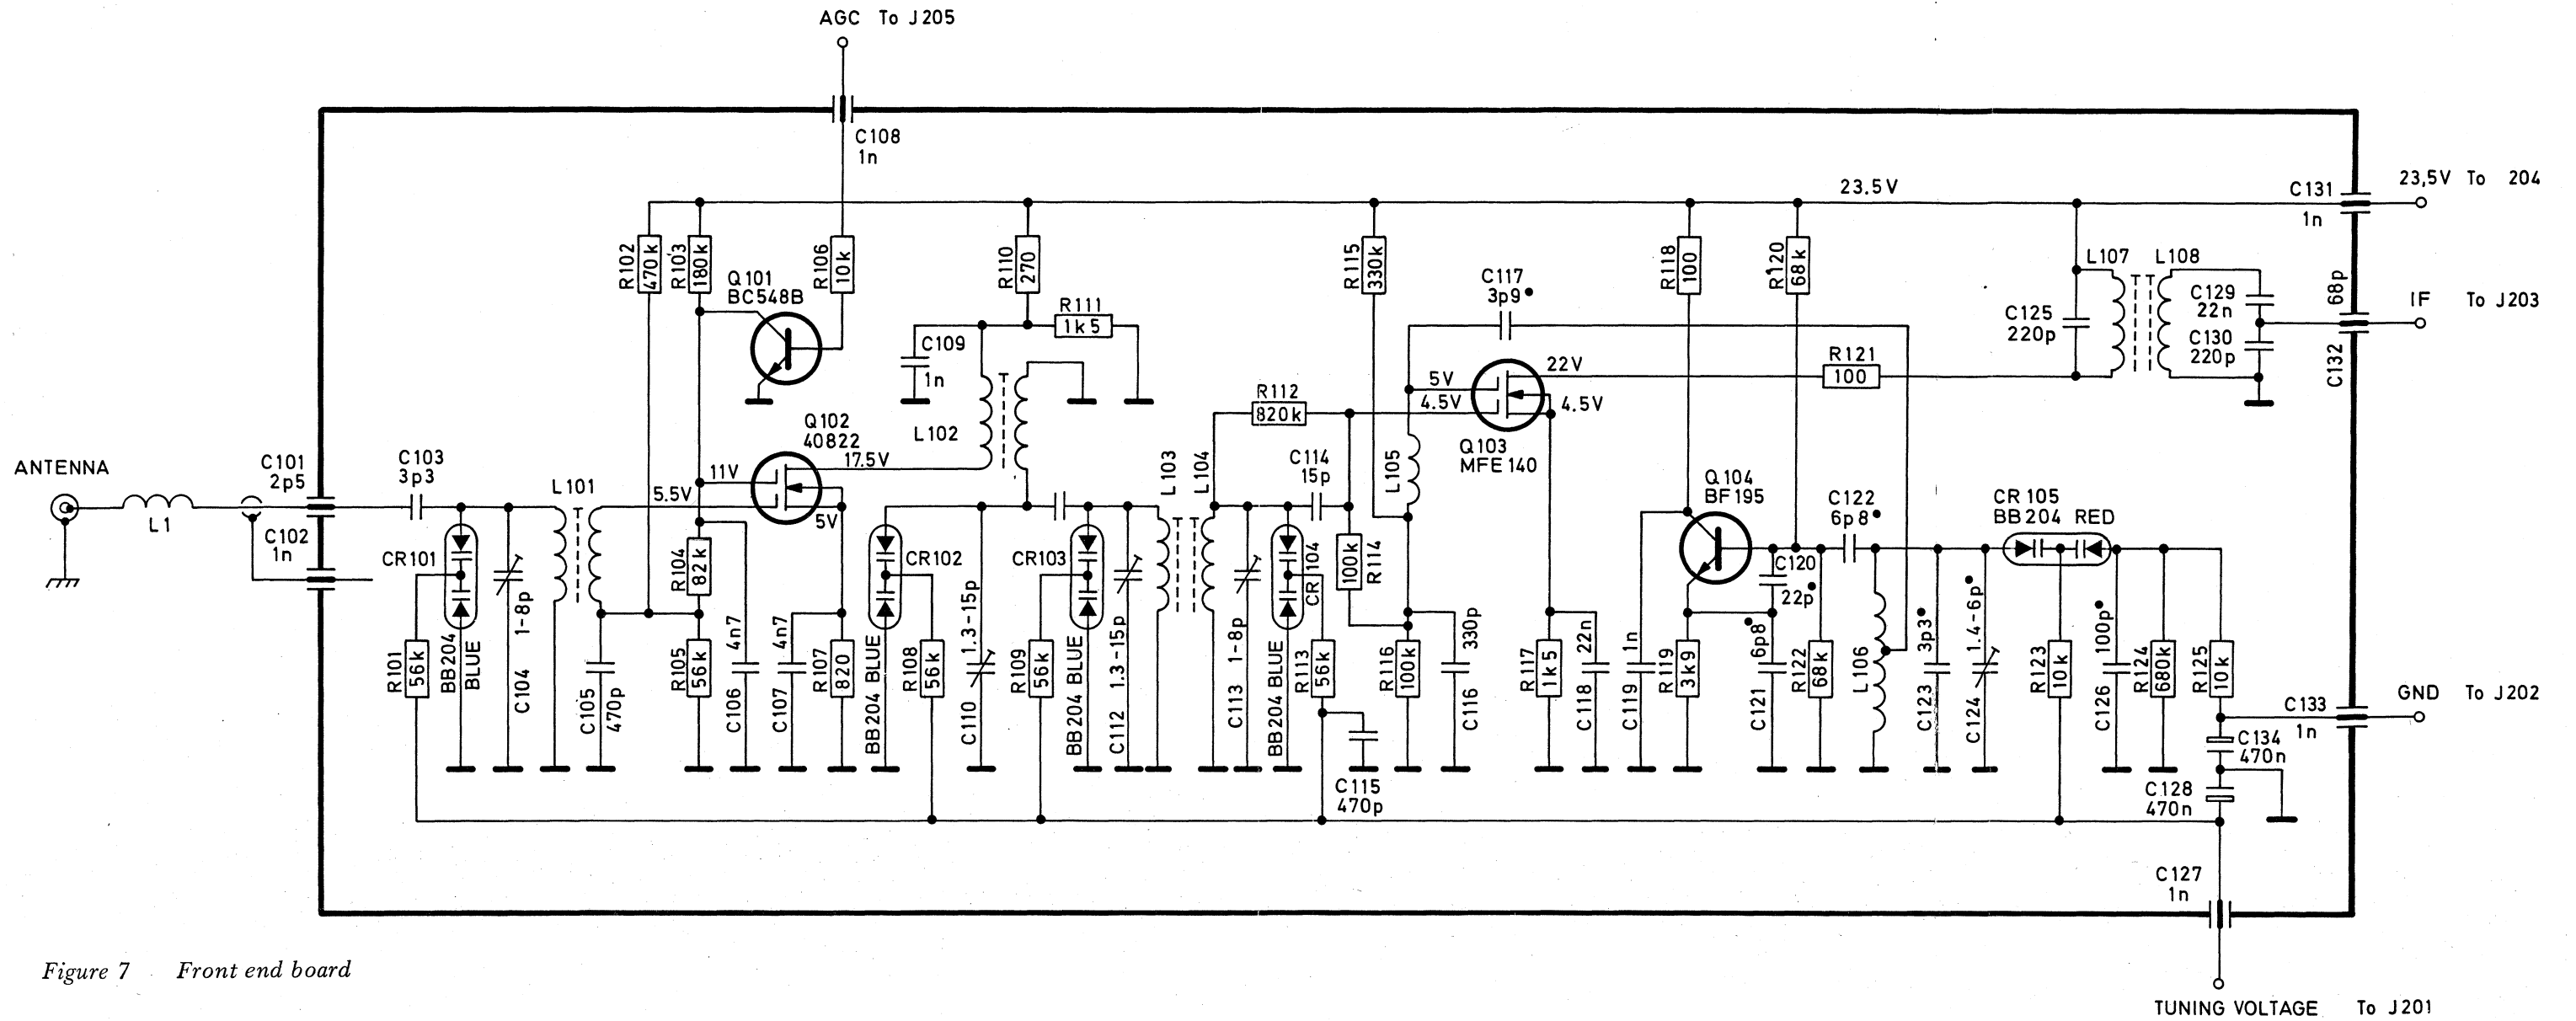 AGC To J205
C108
1n
23.5V
C131
1n
23,5V To 204
R102
470k
R103
180k
Q101
BC548B
R106
10k
R110
270
R111
1k5
C109
1n
L102
R115
330k
C117
3p9•
R118
100
R120
68k
L107
L108
C125
220p
C129
22n
C130
220p
68p
C132
IF To J203
R121
100
22V
5V
4.5V
4.5V
R112
820k
Q103
MFE140
L105
Q102
40822
17.5V
11V
5.5V
5V
ANTENNA
L1
C101
2p5
C102
1n
C103
3p3
L101
CR101
BB204
BLUE
C104 1-8p
R101
56k
C105
470p
R104
82k
R105
56k
C106 4n7
C107 4n7
R107
820
CR102
BB204 BLUE
R108
56k
C110 1.3-15p
CR103
BB204 BLUE
R109
56k
C112 1.3-15p
L103
L104
C113 1-8p
CR104
BB204 BLUE
C114
15p
R114
100k
R113
56k
C115
470p
R116
100k
C116 330p
R117
1k5
C118 22n
C119 1n
R119
3k9
Q104
BF195
C120
22p•
C121 6p8•
R122
68k
C122
6p8•
L106
C123 3p3•
C124 1.4-6p•
CR105
BB204 RED
R123
10k
C126 100p•
R124
680k
R125
10k
C133
1n
GND To J202
C134
470n
C128
470n
C127
1n
TUNING VOLTAGE To J201
Figure 7 Front end board